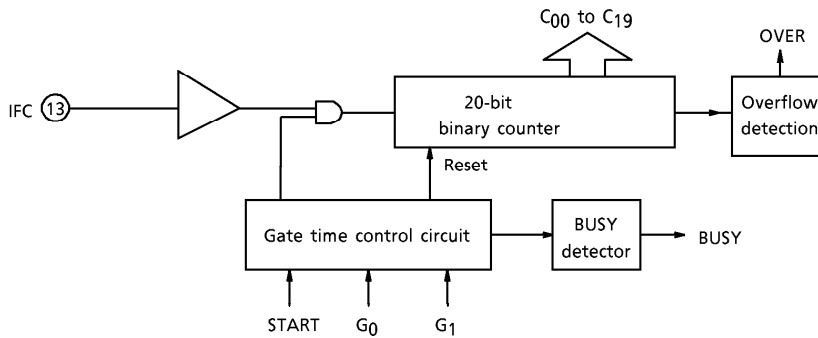 C00 to C19
OVER
IFC 13
20-bit
binary counter
Overflow
detection
Reset
Gate time control circuit
BUSY
detector
BUSY
START
G0
G1